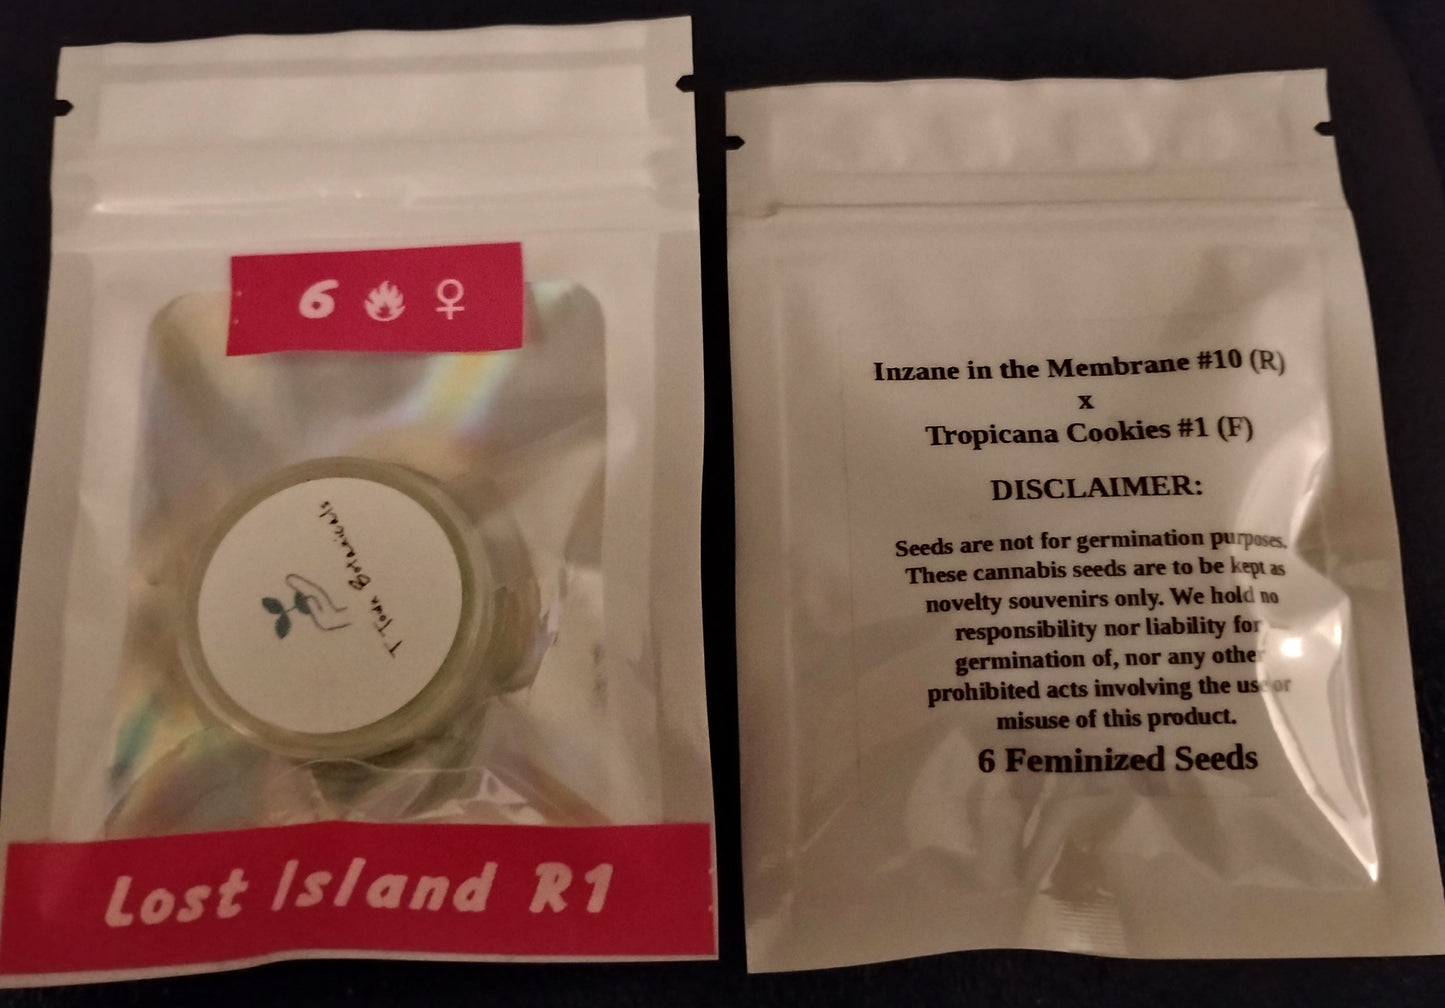 6
T Toux Botanicals
Lost Island R1
Inzane in the Membrane #10 (R)
x
Tropicana Cookies #1 (F)
DISCLAIMER:
Seeds are not for germination purposes.
These cannabis seeds are to be kept as
novelty souvenirs only. We hold no
responsibility nor liability for
germination of, nor any other
prohibited acts involving the use or
misuse of this product.
6 Feminized Seeds